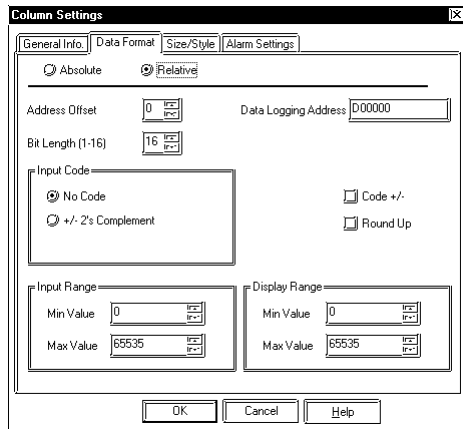 Column Settings
General Info. Data Format Size/Style Alarm Settings
Absolute Relative
Address Offset 0 Data Logging Address D00000
Bit Length (1-16) 16
Input Code
No Code Code +/-
+/- 2's Complement Round Up
Input Range Display Range
Min Value 0 Min Value 0
Max Value 65535 Max Value 65535
OK Cancel Help